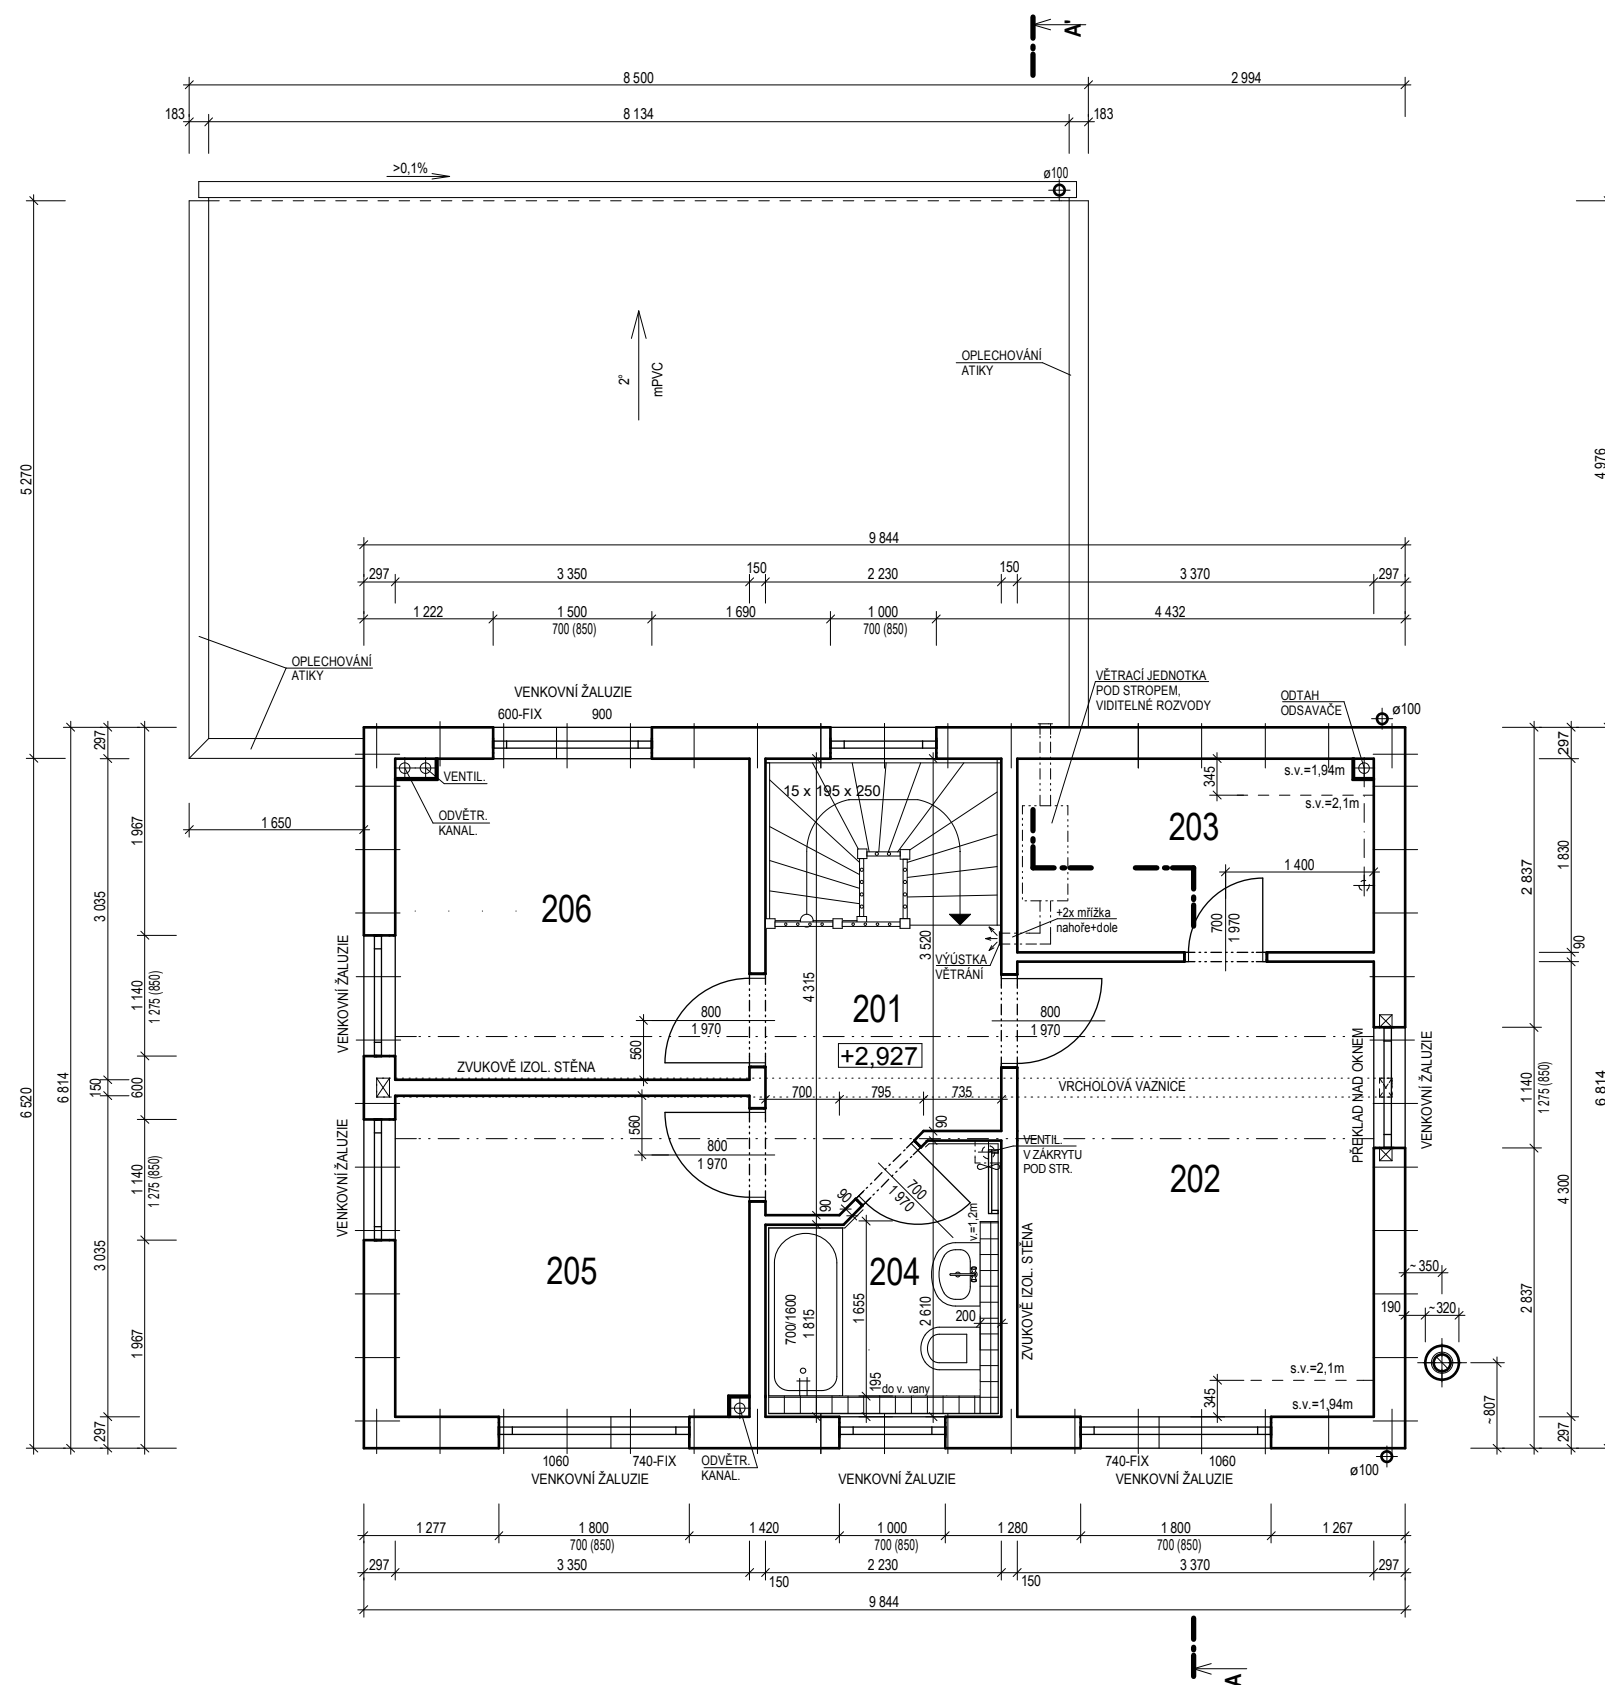 A'
8 500
2 994
183
8 134
183
>0,1%
ø100
OPLECHOVÁNÍ
ATIKY
2°
mPVC
5 270
4 976
9 844
297
3 350
150
2 230
150
3 370
297
1 222
1 500
1 690
1 000
4 432
700 (850)
700 (850)
OPLECHOVÁNÍ
ATIKY
VENKOVNÍ ŽALUZIE
600-FIX
900
VĚTRACÍ JEDNOTKA
POD STROPEM,
VIDITELNÉ ROZVODY
ODTAH
ODSAVAČE
ø100
297
297
VENTIL.
ODVĚTR.
KANÁL.
15 x 195 x 250
345
s.v.=1,94m
s.v.=2,1m
203
1 650
1 967
1 830
2 837
1 400
3 035
206
700
1 970
+2x mřížka
nahoře+dole
90
3 520
VÝÚSTKA
VĚTRÁNÍ
4 315
201
+2,927
800
1 970
800
1 970
560
VENKOVNÍ ŽALUZIE
1 140
1 275 (850)
ZVUKOVĚ IZOL. STĚNA
VRCHOLOVÁ VAZNICE
PŘEKLAD NAD OKNEM
VENKOVNÍ ŽALUZIE
1 140
1 275 (850)
6 520
6 814
150
600
6 814
700
795
735
560
90
800
1 970
VENTIL.
V ZÁKRYTU
POD STR.
VENKOVNÍ ŽALUZIE
1 140
1 275 (850)
700
1 970
90
90
v.=1,2m
202
4 300
3 035
205
204
ZVUKOVĚ IZOL. STĚNA
~350
190
~320
700/1600
1 815
1 655
2 610
200
1 967
2 837
195
do v. vany
s.v.=2,1m
345
s.v.=1,94m
~807
297
297
1060
740-FIX
ODVĚTR.
KANÁL.
740-FIX
1060
ø100
VENKOVNÍ ŽALUZIE
VENKOVNÍ ŽALUZIE
VENKOVNÍ ŽALUZIE
1 277
1 800
1 420
1 000
1 280
1 800
1 267
700 (850)
700 (850)
700 (850)
297
3 350
2 230
3 370
297
150
150
9 844
A